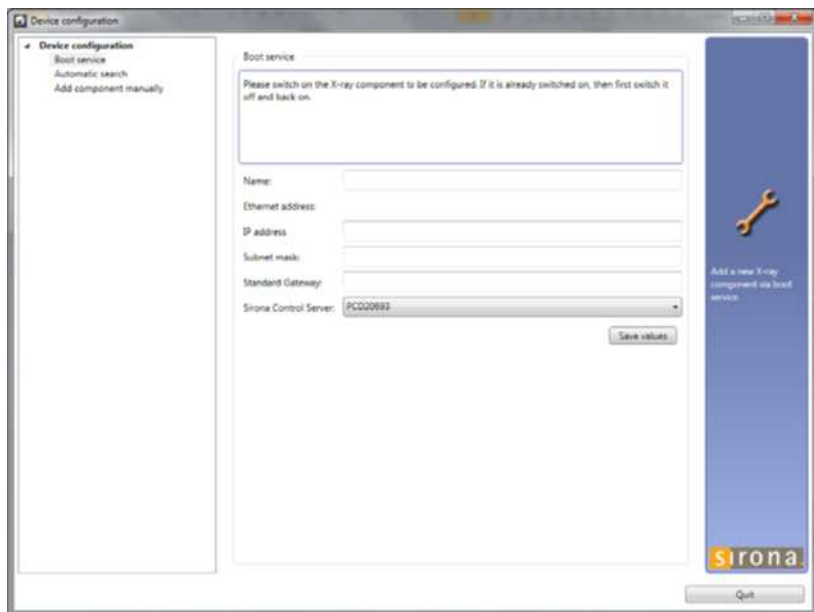 Device configuration
Device configuration
Boot service
Automatic search
Add component manually
Boot service
Please switch on the X-ray component to be configured. If it is already switched on, then first switch it
off and back on.
Name:
Ethernet address:
IP address
Subnet mask:
Standard Gateway:
Sirona Control Server: PCD20693
Save values
Add a new X-ray
component via boot
service.
sirona.
Quit